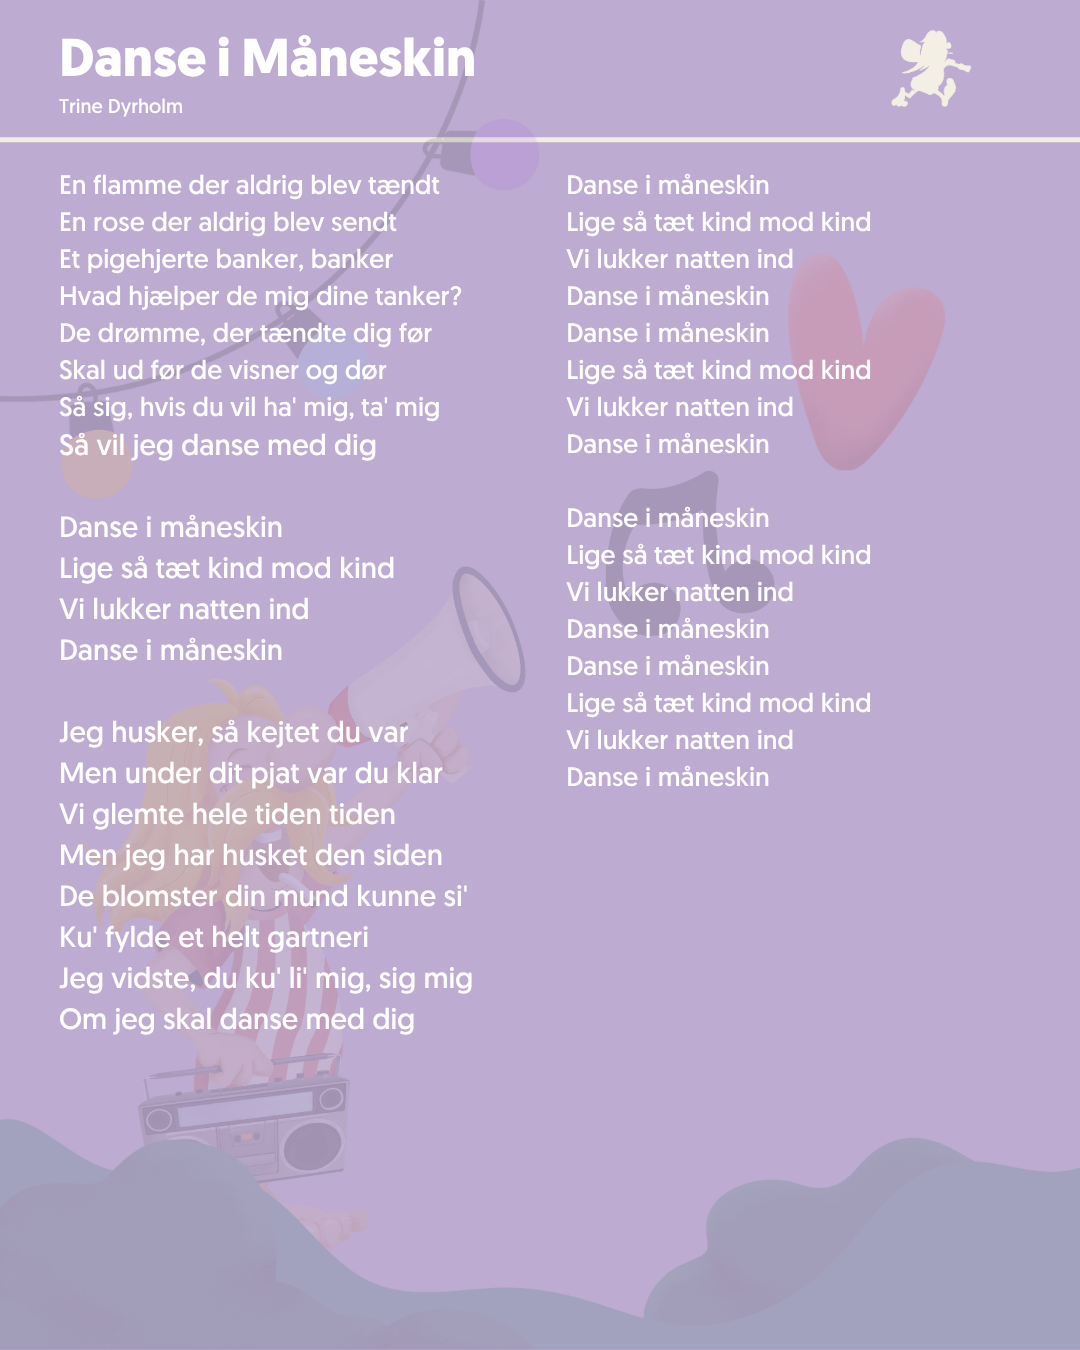 Danse i Måneskin
Trine Dyrholm
En flamme der aldrig blev tændt
En rose der aldrig blev sendt
Et pigehjerte banker, banker
Hvad hjælper de mig dine tanker?
De drømme, der tændte dig før
Skal ud før de visner og dør
Så sig, hvis du vil ha' mig, ta' mig
Så vil jeg danse med dig
Danse i måneskin
Lige så tæt kind mod kind
Vi lukker natten ind
Danse i måneskin
Jeg husker, så kejtet du var
Men under dit pjat var du klar
Vi glemte hele tiden tiden
Men jeg har husket den siden
De blomster din mund kunne si'
Ku' fylde et helt gartneri
Jeg vidste, du ku' li' mig, sig mig
Om jeg skal danse med dig
Danse i måneskin
Lige så tæt kind mod kind
Vi lukker natten ind
Danse i måneskin
Danse i måneskin
Lige så tæt kind mod kind
Vi lukker natten ind
Danse i måneskin
Danse i måneskin
Lige så tæt kind mod kind
Vi lukker natten ind
Danse i måneskin
Danse i måneskin
Lige så tæt kind mod kind
Vi lukker natten ind
Danse i måneskin